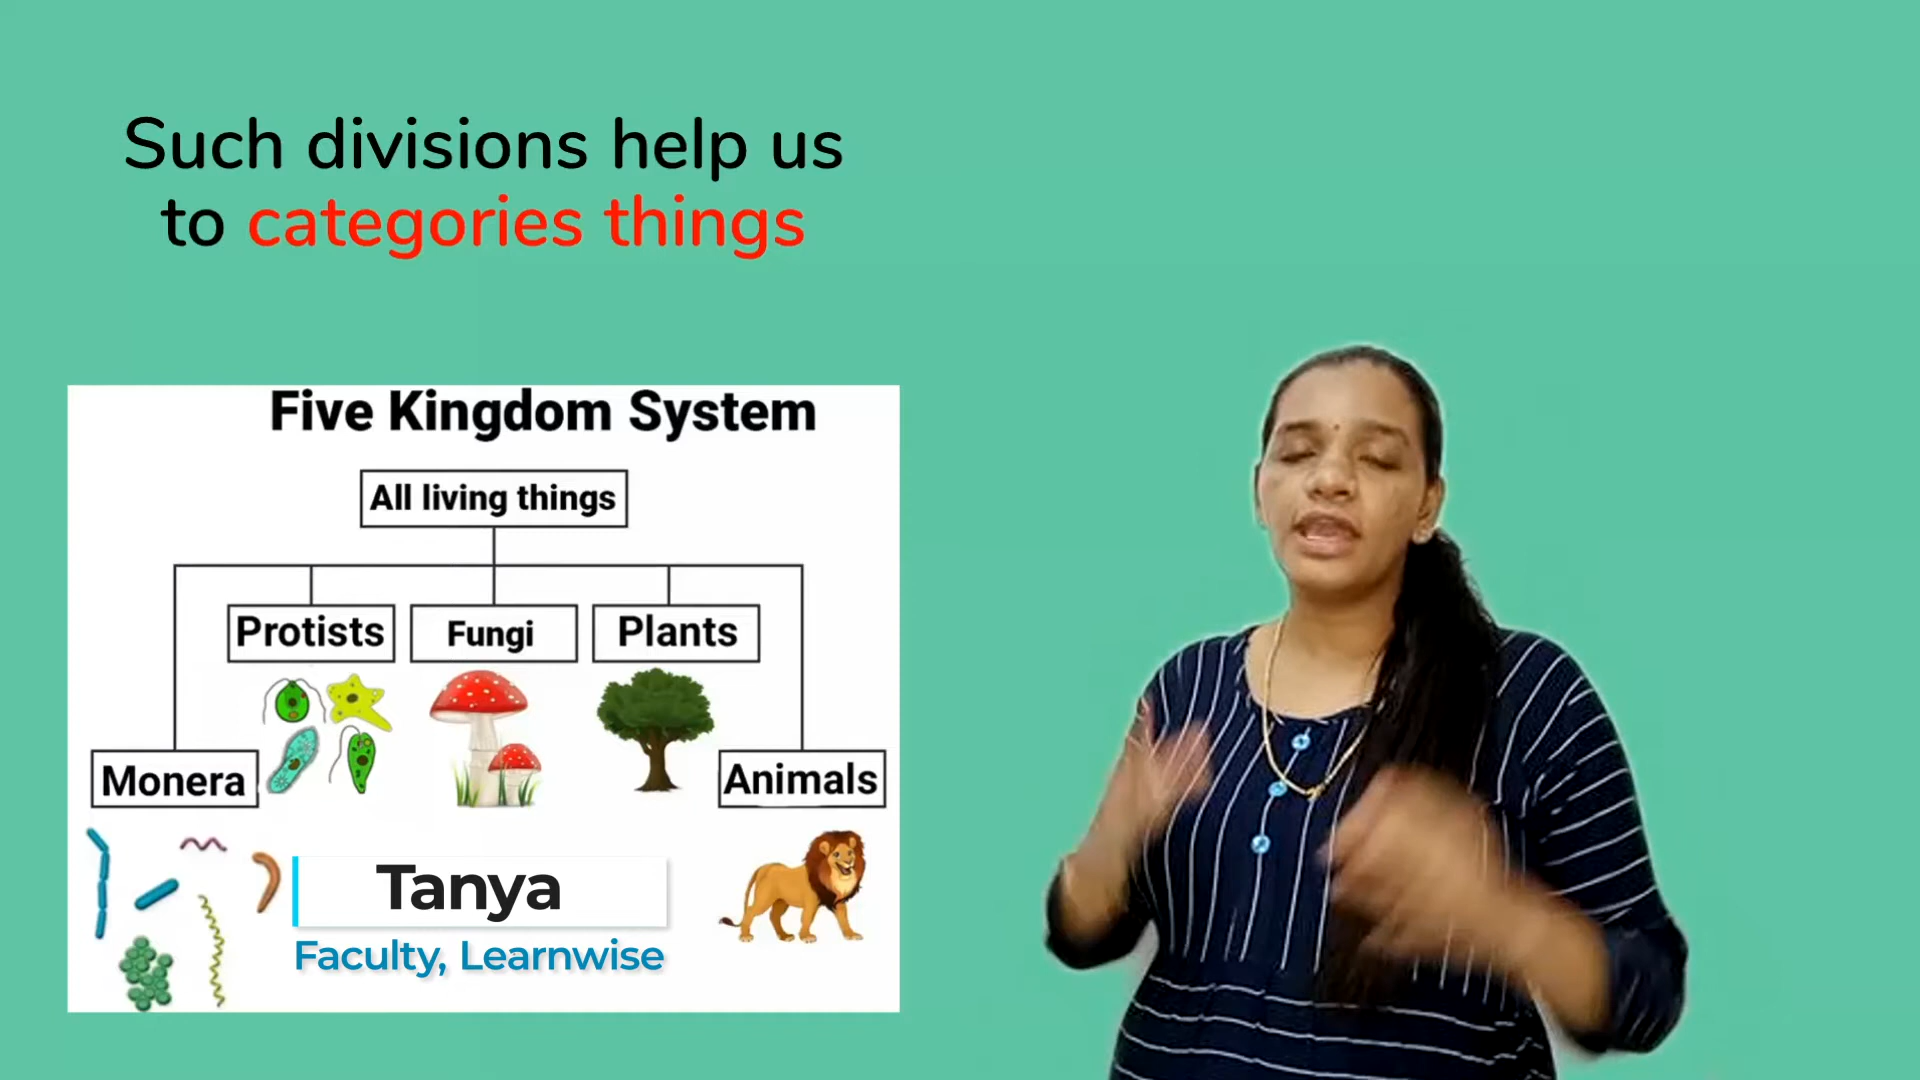 Such divisions help us
to categories things
Five Kingdom System
All living things
Protists
Fungi
Plants
Monera
Animals
Tanya
Faculty, Learnwise